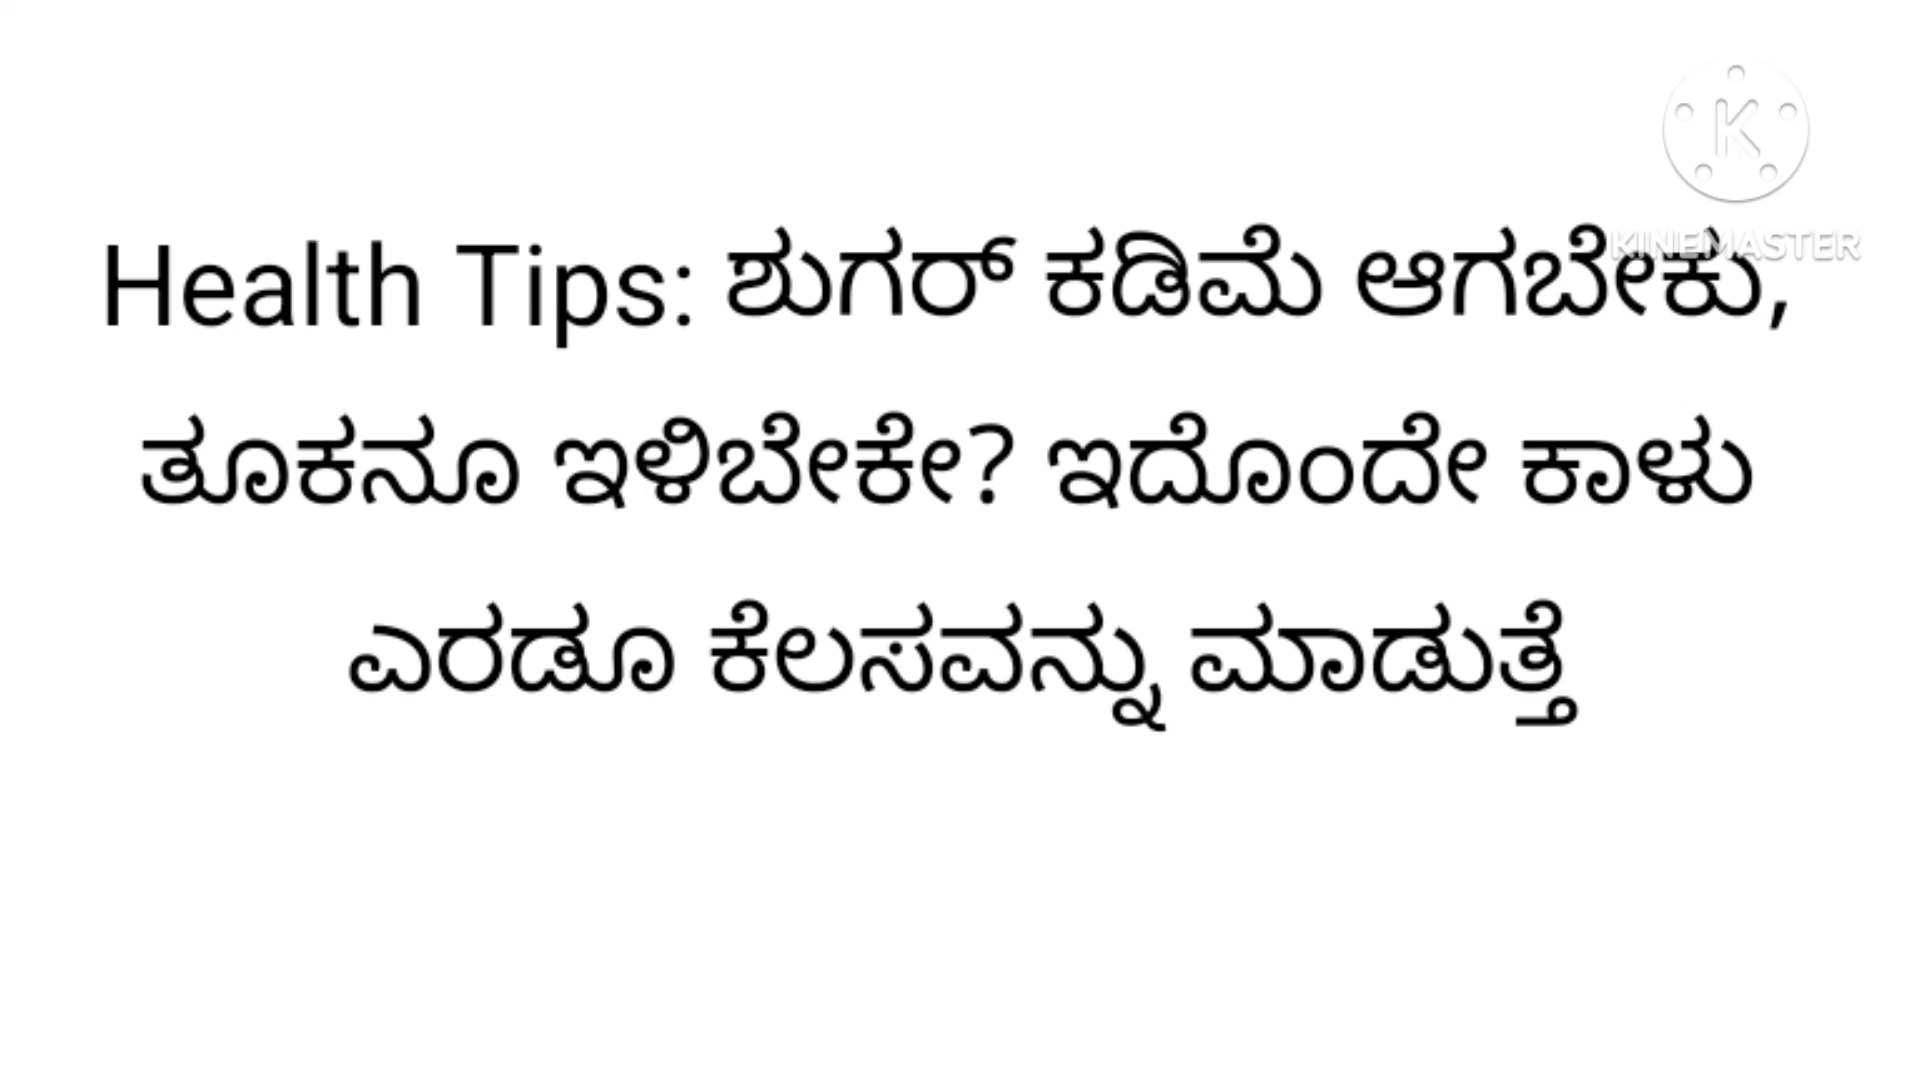 K
KINEMASTER
Health Tips: ಶುಗರ್ ಕಡಿಮೆ ಆಗಬೇಕು,
ತೂಕನೂ ಇಳಿಬೇಕೇ? ಇದೊಂದೇ ಕಾಳು
ಎರಡೂ ಕೆಲಸವನ್ನು ಮಾಡುತ್ತೆ